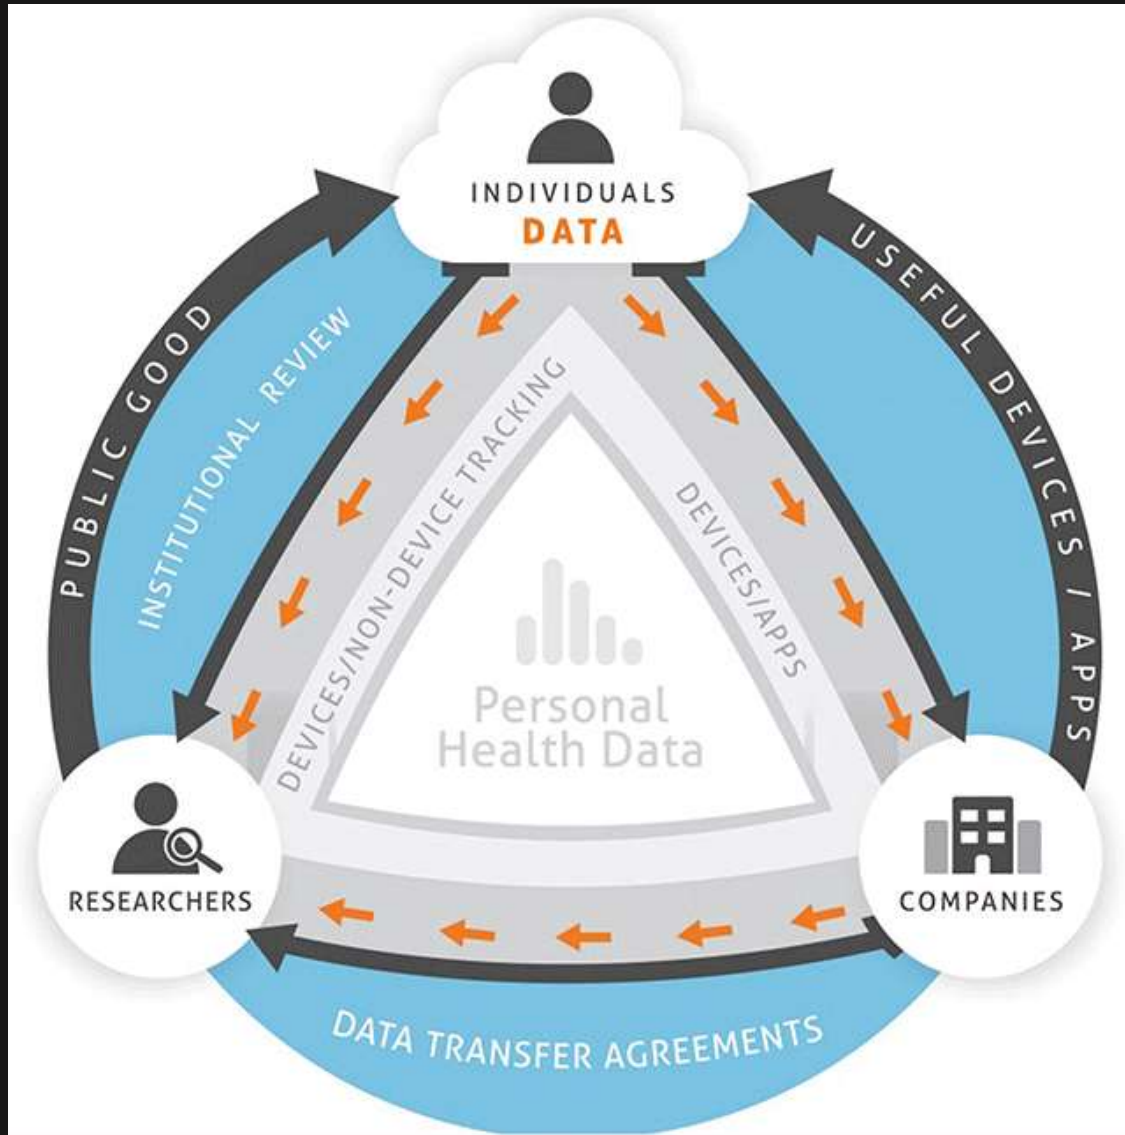 INDIVIDUALS
DATA
PUBLIC GOOD
INSTITUTIONAL REVIEW
DEVICES/NON-DEVICE TRACKING
DEVICES/APPS
USEFUL DEVICES / APPS
Personal
Health Data
RESEARCHERS
COMPANIES
DATA TRANSFER AGREEMENTS